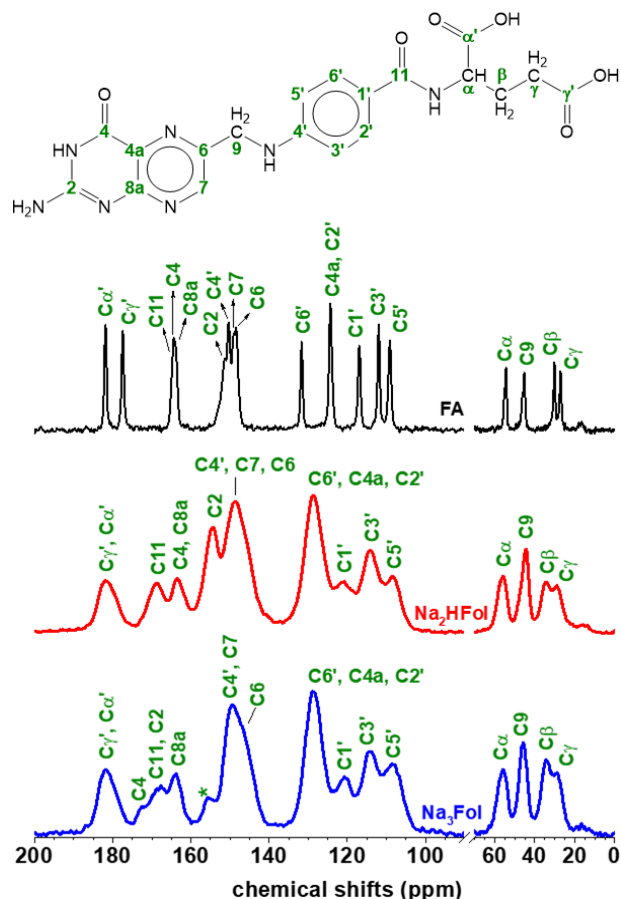 O
α'
OH
H₂
O
6'
11
β
C
OH
O
5'
1'
N
H
CH
α
C
H₂
γ
γ'
4
N
6
H₂
C
4'
2'
O
HN
4a
9
N
H
3'
2
8a
7
H₂N
N
N
Cα'
Cγ'
C11
C4
C8a
C2
C4'
C7
C6
C6'
C4a, C2'
C1'
C3'
C5'
Cα
C9
Cβ
Cγ
FA
C4', C7, C6
C6', C4a, C2'
Cγ', Cα'
C11
C4, C8a
C2
C1'
C3'
C5'
Cα
C9
Cβ
Cγ
Na₂HFol
C4', C7
C6
C6', C4a, C2'
Cγ', Cα'
C4
C11, C2
C8a
*
C1'
C3'
C5'
Cα
C9
Cβ
Cγ
Na₃Fol
200 180 160 140 120 100 60 40 20 0
chemical shifts (ppm)